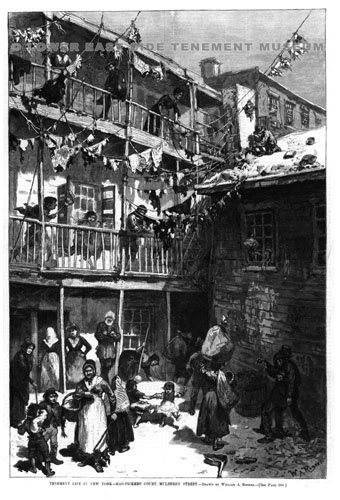 © LOWER EAST SIDE TENEMENT MUSEUM
TENEMENT LIFE IN NEW YORK—RAG-PICKERS' COURT, MULBERRY STREET.—DRAWN BY WILLIAM A. ROGERS.—[SEE PAGE 266.]